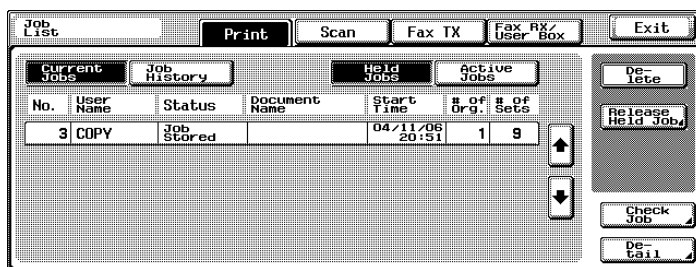 Job List
Print
Scan
Fax TX
Fax RX/ User Box
Exit
Current Jobs
Job History
Held Jobs
Active Jobs
De-lete
No.
User Name
Status
Document Name
Start Time
# of Org.
# of Sets
Release Held Job
3
COPY
Job Stored
04/11/06 20:51
1
9
Check Job
De-tail